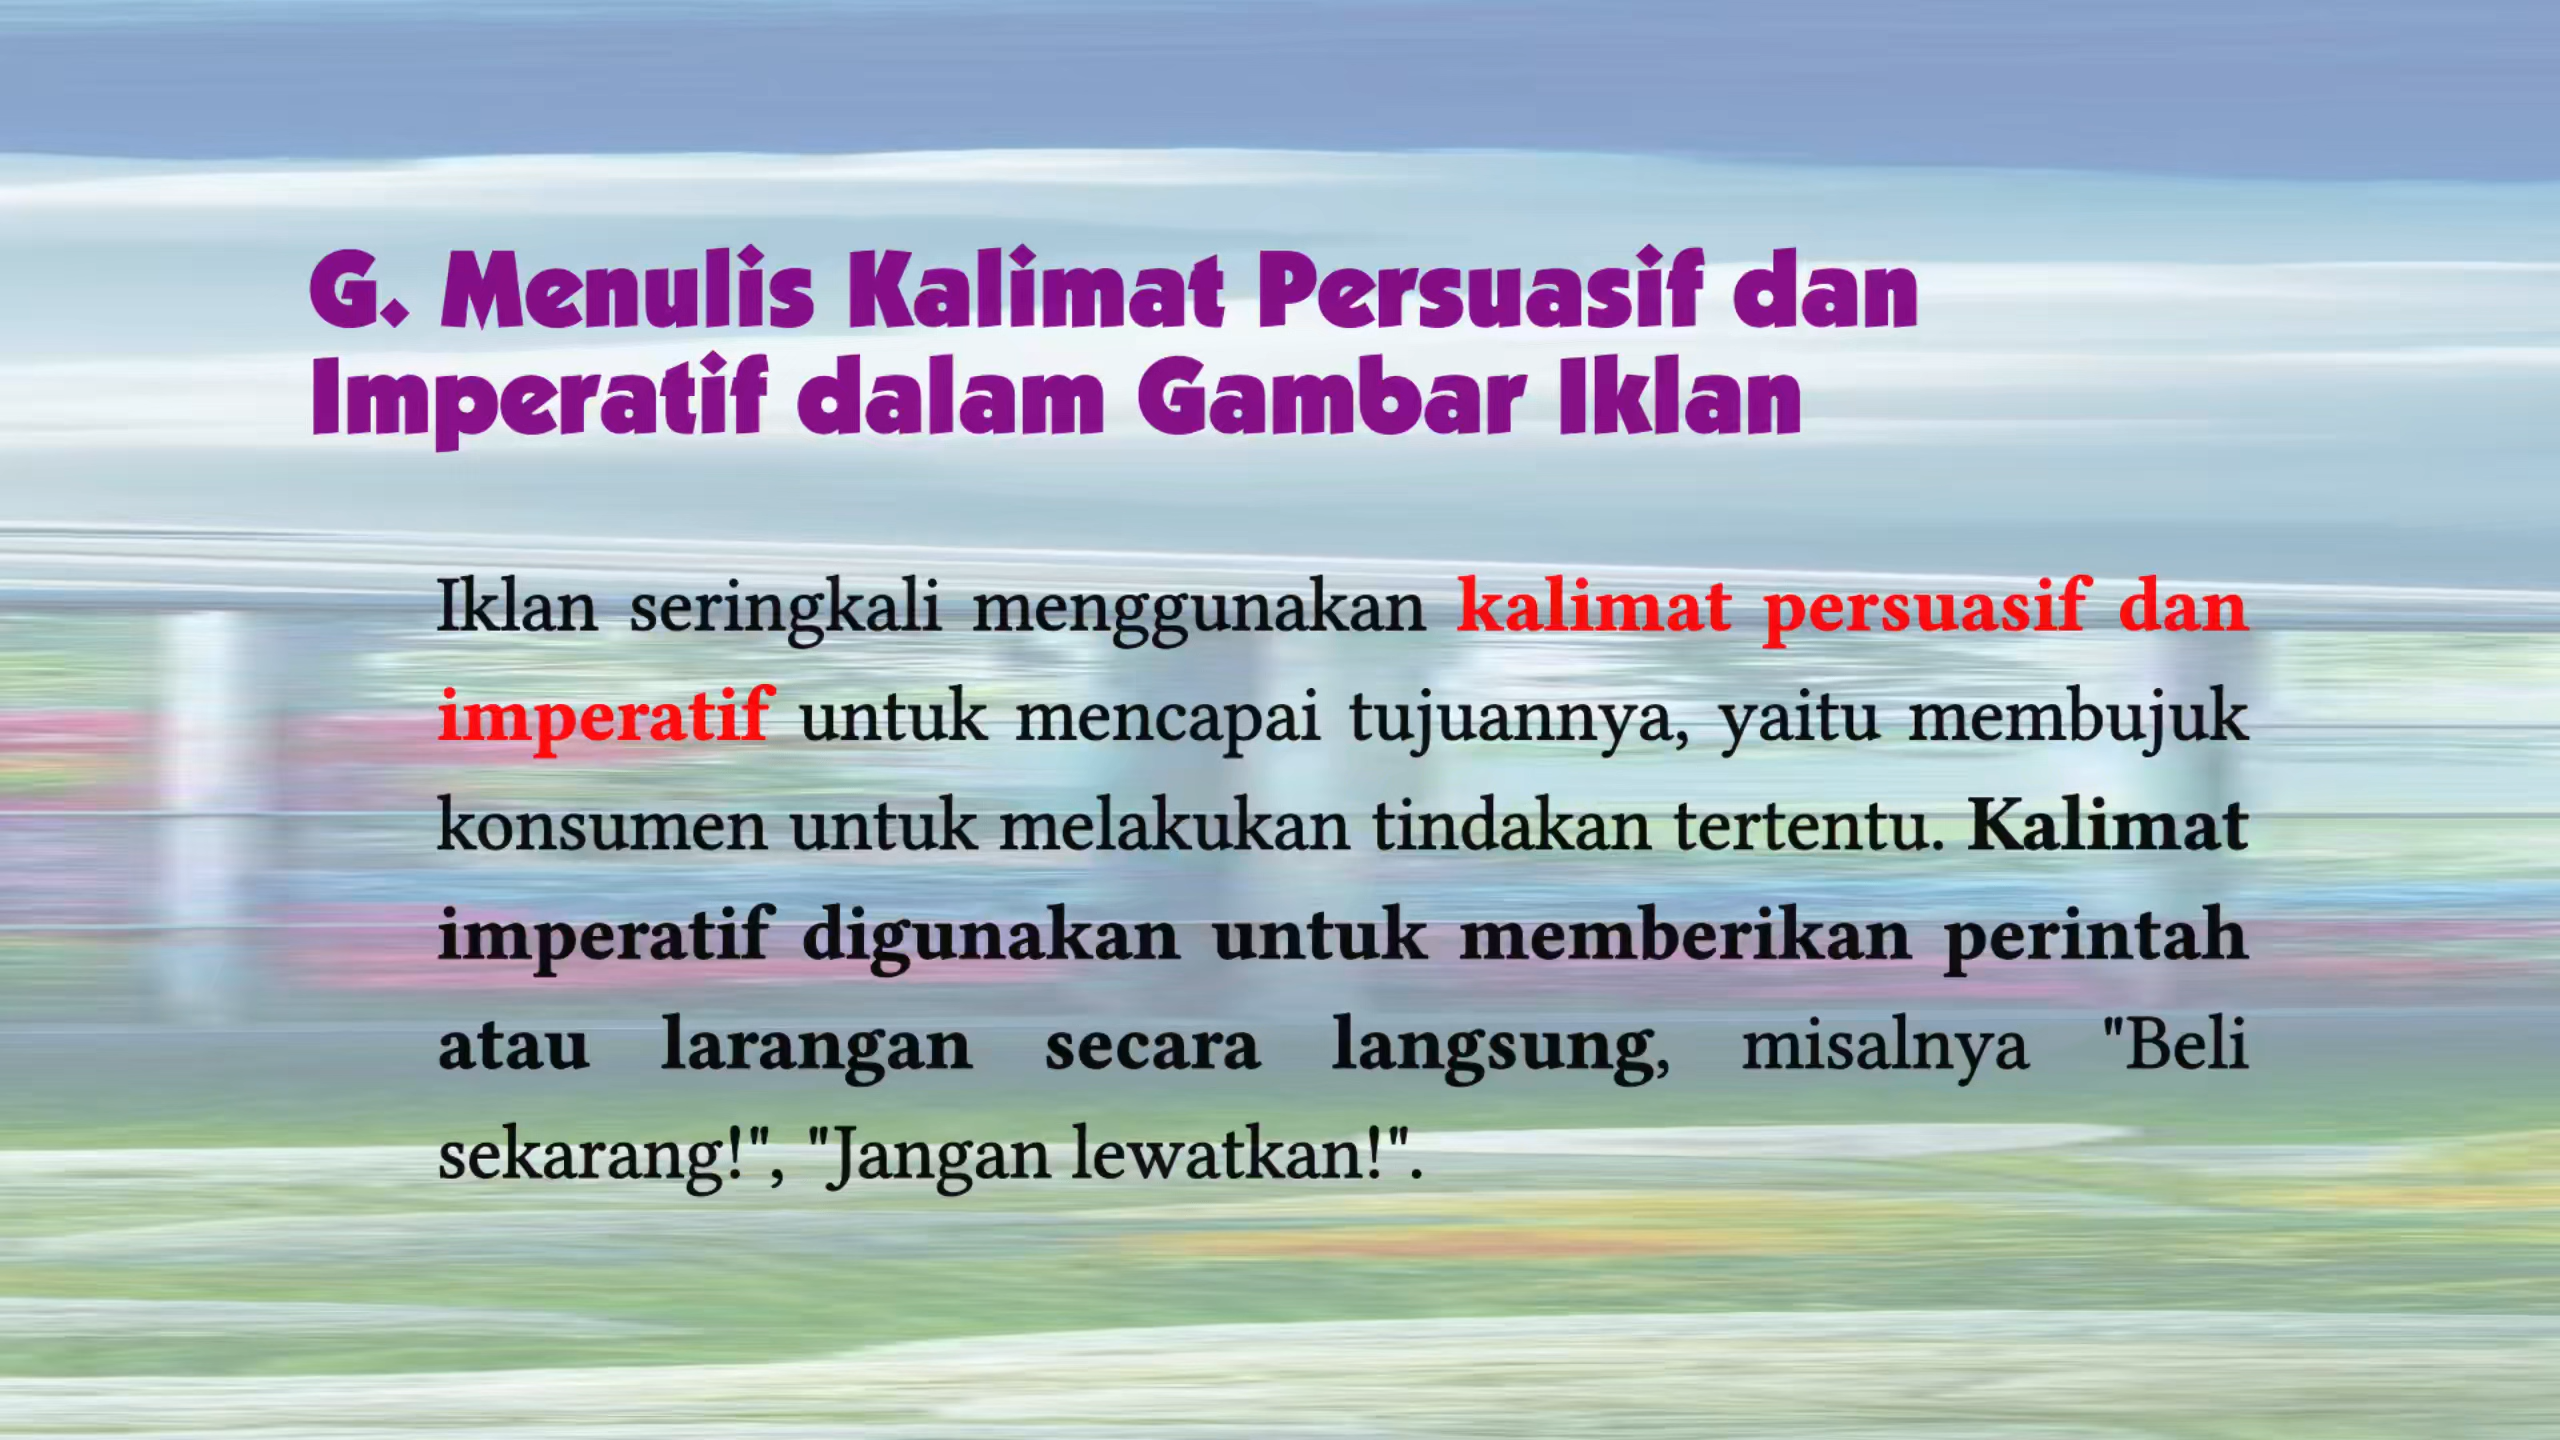 G. Menulis Kalimat Persuasif dan
Imperatif dalam Gambar Iklan
Iklan seringkali menggunakan kalimat persuasif dan
imperatif untuk mencapai tujuannya, yaitu membujuk
konsumen untuk melakukan tindakan tertentu. Kalimat
imperatif digunakan untuk memberikan perintah
atau larangan secara langsung, misalnya "Beli
sekarang!", "Jangan lewatkan!".